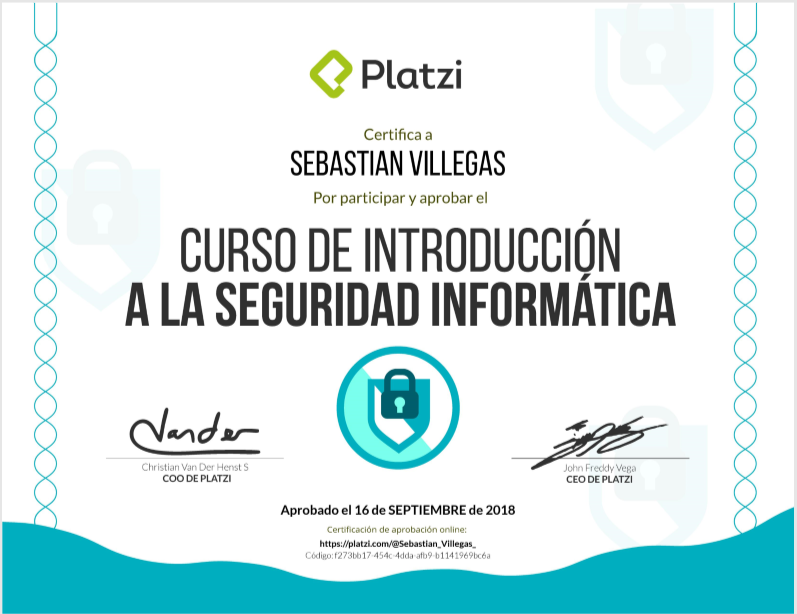 Platzi
Certifica a
SEBASTIAN VILLEGAS
Por participar y aprobar el
CURSO DE INTRODUCCIÓN
A LA SEGURIDAD INFORMÁTICA
Vander
Christian Van Der Henst S
COO DE PLATZI
John Freddy Vega
CEO DE PLATZI
Aprobado el 16 de SEPTIEMBRE de 2018
Certificación de aprobación online:
https://platzi.com/@Sebastian_Villegas_
Código: f273bb17-454c-4dda-afb9-b1141969bc6a